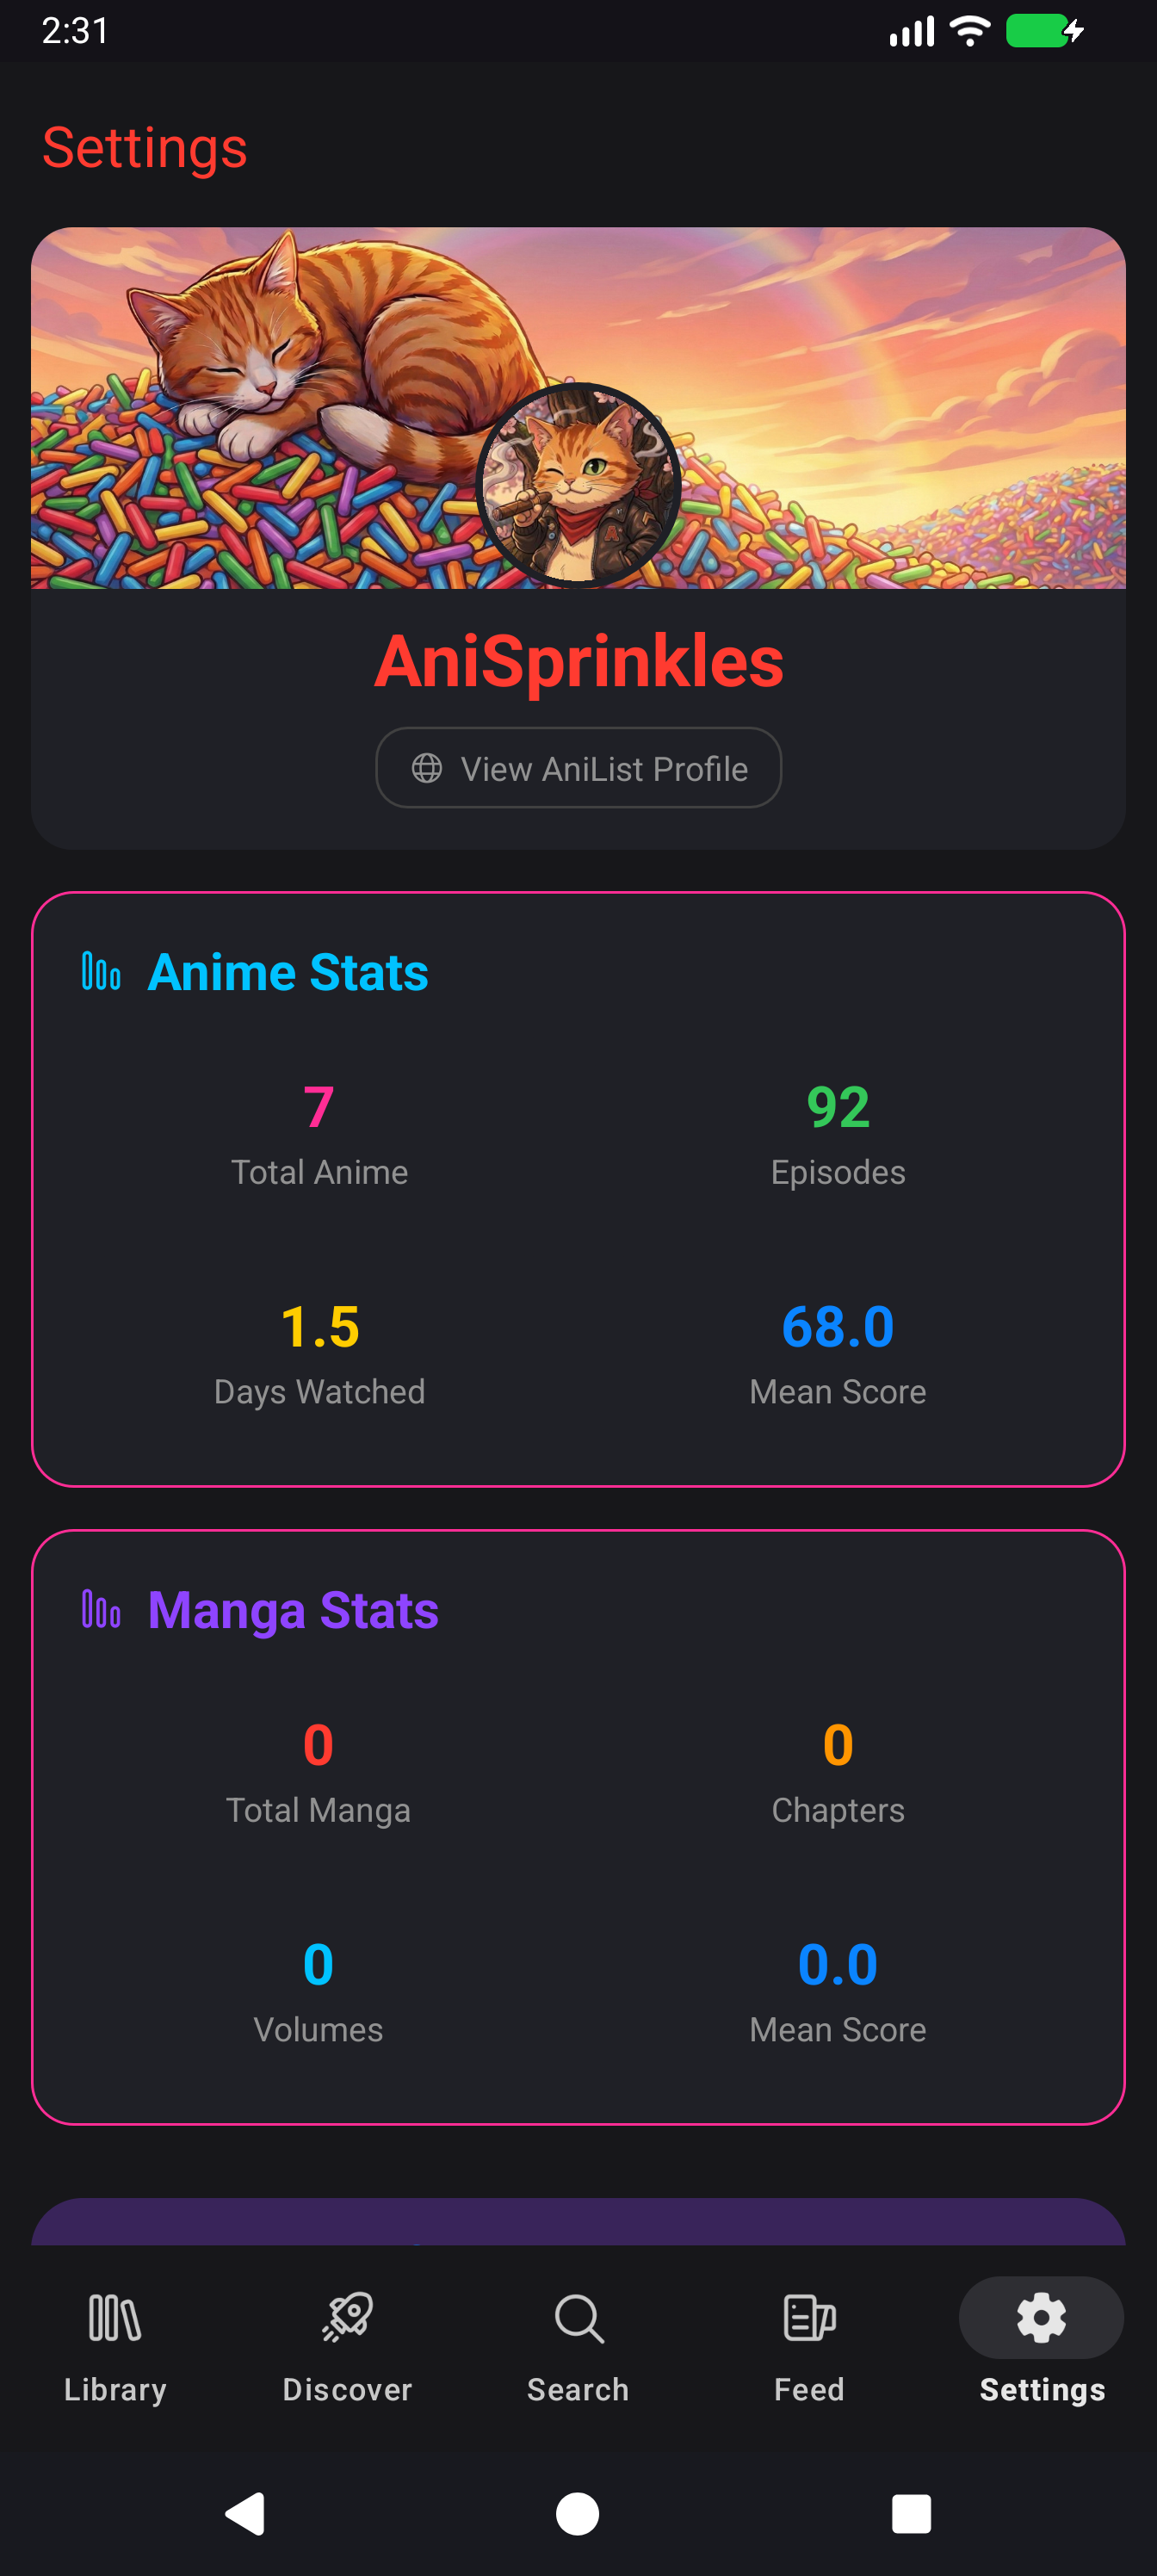 2:31
Settings
AniSprinkles
View AniList Profile
Anime Stats
7 92
Total Anime Episodes
1.5 68.0
Days Watched Mean Score
Manga Stats
0 0
Total Manga Chapters
0 0.0
Volumes Mean Score
Library Discover Search Feed Settings